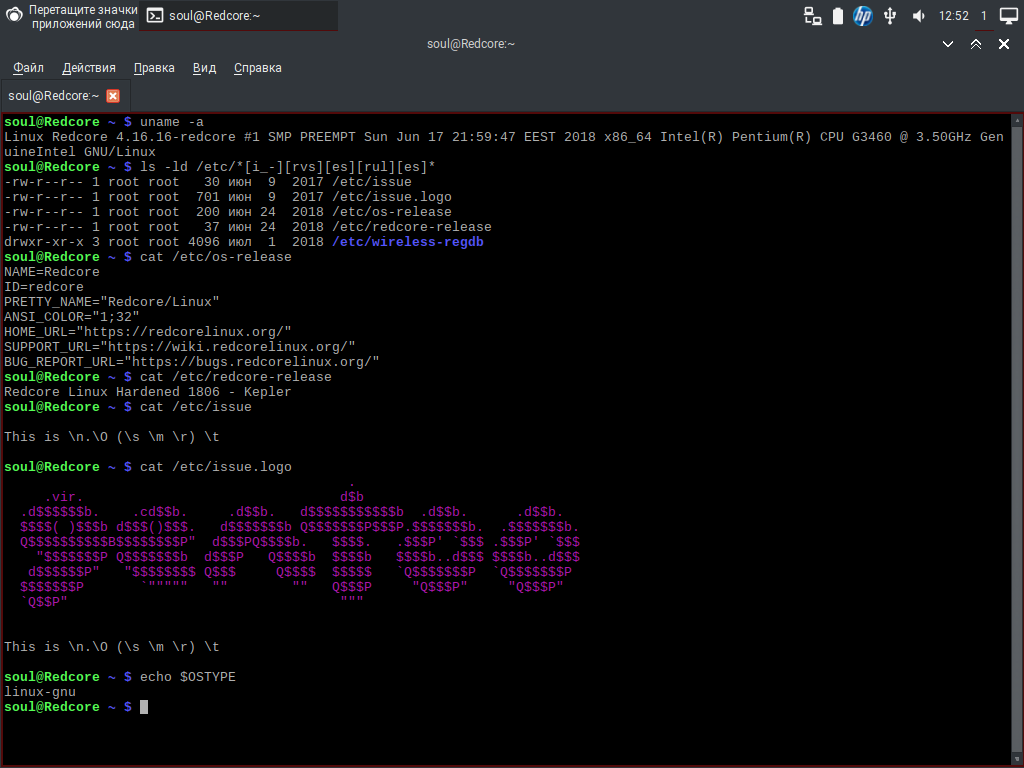 Перетащите значки
приложений сюда
soul@Redcore:~
12:52
1
soul@Redcore:~
Файл Действия Правка Вид Справка
soul@Redcore:~
soul@Redcore ~ $ uname -a
Linux Redcore 4.16.16-redcore #1 SMP PREEMPT Sun Jun 17 21:59:47 EEST 2018 x86_64 Intel(R) Pentium(R) CPU G3460 @ 3.50GHz Gen
uineIntel GNU/Linux
soul@Redcore ~ $ ls -ld /etc/*[i_-][rvs][es][rul][es]*
-rw-r--r-- 1 root root   30 июн  9  2017 /etc/issue
-rw-r--r-- 1 root root  701 июн  9  2017 /etc/issue.logo
-rw-r--r-- 1 root root  200 июн 24  2018 /etc/os-release
-rw-r--r-- 1 root root   37 июн 24  2018 /etc/redcore-release
drwxr-xr-x 3 root root 4096 июл  1  2018 /etc/wireless-regdb
soul@Redcore ~ $ cat /etc/os-release
NAME=Redcore
ID=redcore
PRETTY_NAME="Redcore/Linux"
ANSI_COLOR="1;32"
HOME_URL="https://redcorelinux.org/"
SUPPORT_URL="https://wiki.redcorelinux.org/"
BUG_REPORT_URL="https://bugs.redcorelinux.org/"
soul@Redcore ~ $ cat /etc/redcore-release
Redcore Linux Hardened 1806 - Kepler
soul@Redcore ~ $ cat /etc/issue
This is \n.\O (\s \m \r) \t
soul@Redcore ~ $ cat /etc/issue.logo
                                           .
     .vir.                                d$b
  .d$$$$$$b.    .cd$$b.     .d$$b.   d$$$$$$$$$$$b  .d$$b.      .d$$b.
  $$$$( )$$$b d$$$()$$$.   d$$$$$$$b Q$$$$$$$P$$$P.$$$$$$$b.  .$$$$$$$b.
  Q$$$$$$$$$$B$$$$$$$$P"  d$$$PQ$$$$b.   $$$$.   .$$$P' `$$$ .$$$P' `$$$
    "$$$$$$$P Q$$$$$$$b  d$$$P   Q$$$$b  $$$$b   $$$$b..d$$$ $$$$b..d$$$
   d$$$$$$P"   "$$$$$$$$ Q$$$     Q$$$$  $$$$$   `Q$$$$$$$P  `Q$$$$$$$P
  $$$$$$$P       `"""""   ""        ""   Q$$$P     "Q$$$P"     "Q$$$P"
  `Q$$P"                                  """
This is \n.\O (\s \m \r) \t
soul@Redcore ~ $ echo $OSTYPE
linux-gnu
soul@Redcore ~ $